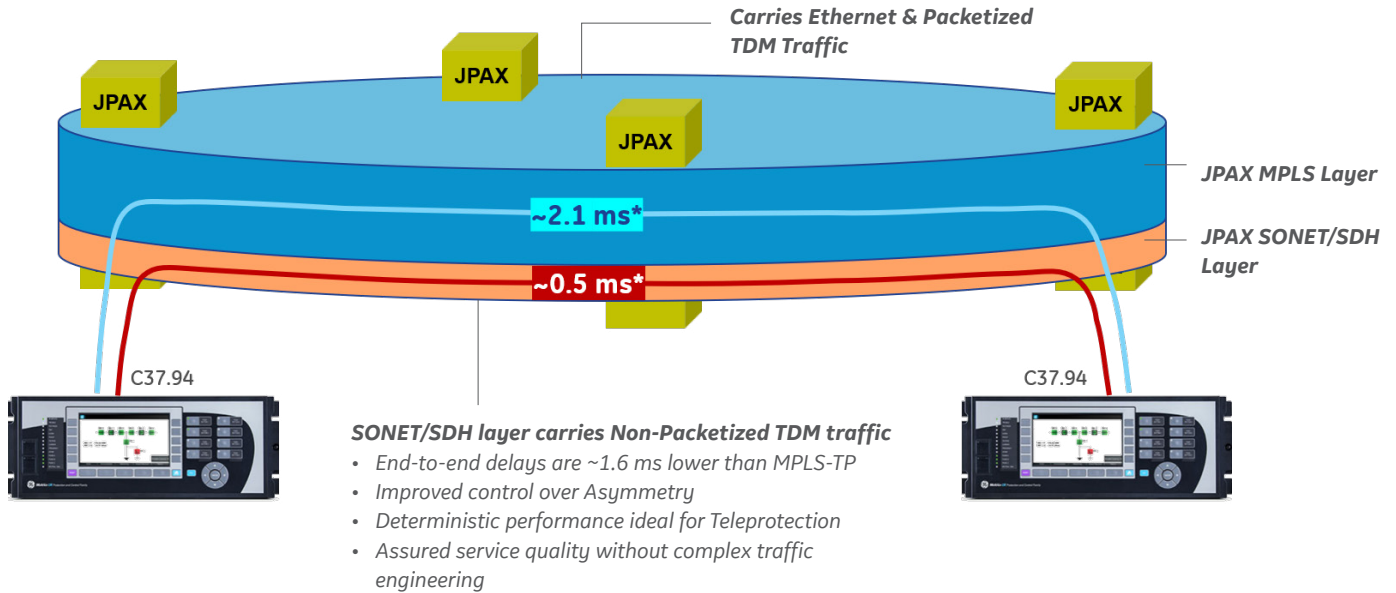 Carries Ethernet & Packetized
TDM Traffic
JPAX
JPAX
JPAX
JPAX
JPAX MPLS Layer
~2.1 ms*
JPAX SONET/SDH
Layer
~0.5 ms*
C37.94
C37.94
SONET/SDH layer carries Non-Packetized TDM traffic
• End-to-end delays are ~1.6 ms lower than MPLS-TP
• Improved control over Asymmetry
• Deterministic performance ideal for Teleprotection
• Assured service quality without complex traffic
engineering